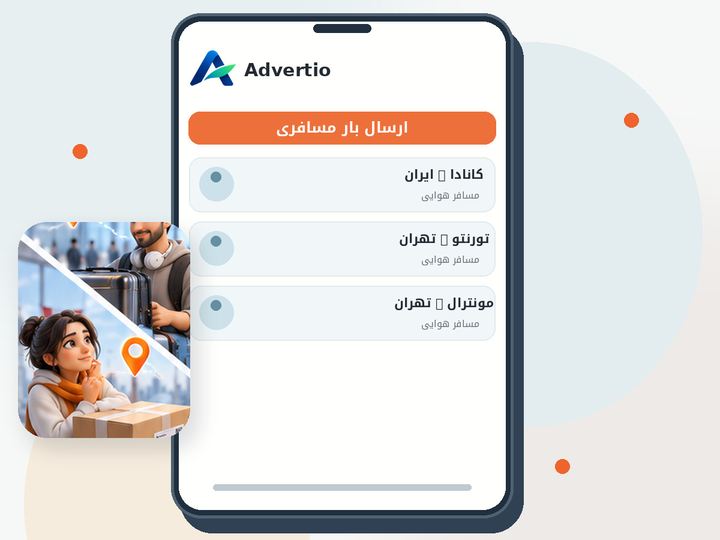 Advertio
ارسال بار مسافری
کانادا ▯ ایران
مسافر هوایی
تورنتو ▯ تهران
مسافر هوایی
مونترال ▯ تهران
مسافر هوایی